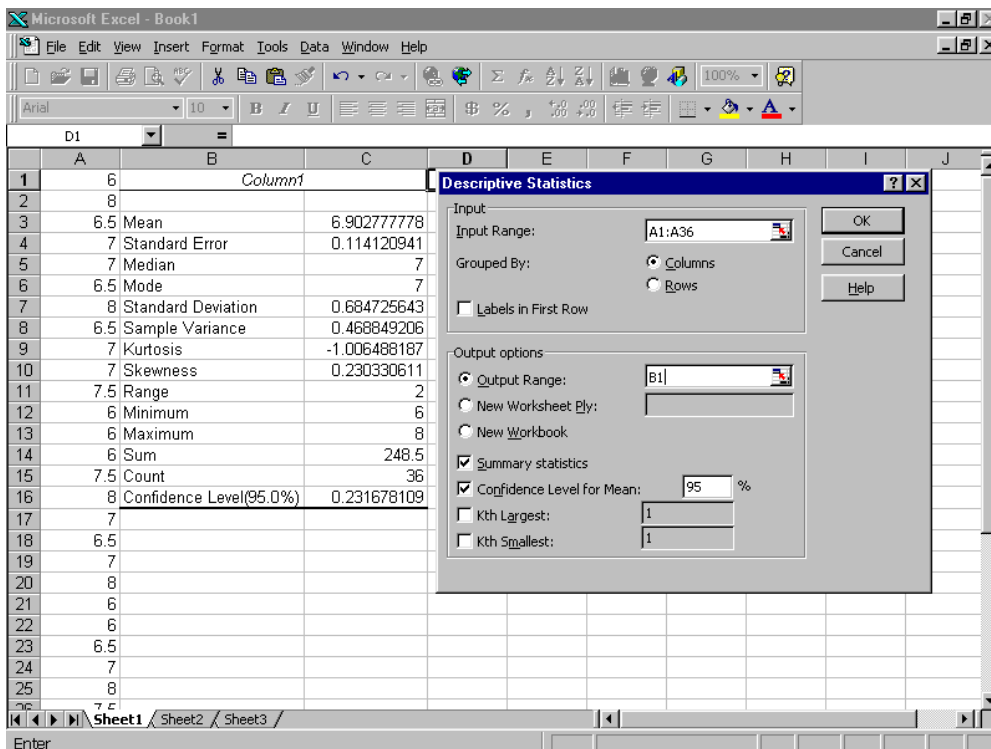 Microsoft Excel - Book1
File Edit View Insert Format Tools Data Window Help
100%
Arial 10 B I U $ % ,
D1 =
A B C D E F G H I J
1 6 Column1
2 8
3 6.5 Mean 6.902777778
4 7 Standard Error 0.114120941
5 7 Median 7
6 6.5 Mode 7
7 8 Standard Deviation 0.684725643
8 6.5 Sample Variance 0.468849206
9 7 Kurtosis -1.006488187
10 7 Skewness 0.230330611
11 7.5 Range 2
12 6 Minimum 6
13 6 Maximum 8
14 6 Sum 248.5
15 7.5 Count 36
16 8 Confidence Level(95.0%) 0.231678109
17 7
18 6.5
19 7
20 8
21 6
22 6
23 6.5
24 7
25 8
26 7.5
Descriptive Statistics
Input
Input Range: A1:A36
Grouped By: Columns
Rows
Labels in First Row
Output options
Output Range: B1
New Worksheet Ply:
New Workbook
Summary statistics
Confidence Level for Mean: 95 %
Kth Largest: 1
Kth Smallest: 1
OK
Cancel
Help
Sheet1 / Sheet2 / Sheet3 /
Enter